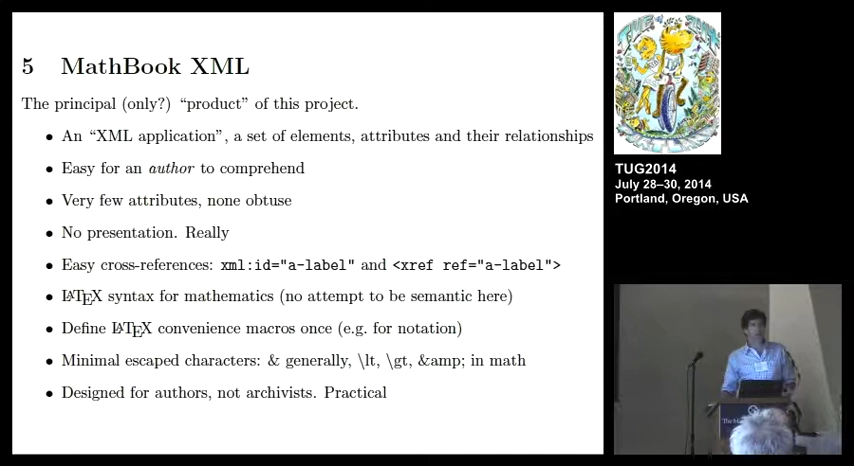 5 MathBook XML
The principal (only?) “product” of this project.
• An “XML application”, a set of elements, attributes and their relationships
• Easy for an author to comprehend
• Very few attributes, none obtuse
• No presentation. Really
• Easy cross-references: xml:id="a-label" and <xref ref="a-label">
• LATEX syntax for mathematics (no attempt to be semantic here)
• Define LATEX convenience macros once (e.g. for notation)
• Minimal escaped characters: & generally, \lt, \gt, &amp; in math
• Designed for authors, not archivists. Practical
TUG2014
July 28–30, 2014
Portland, Oregon, USA